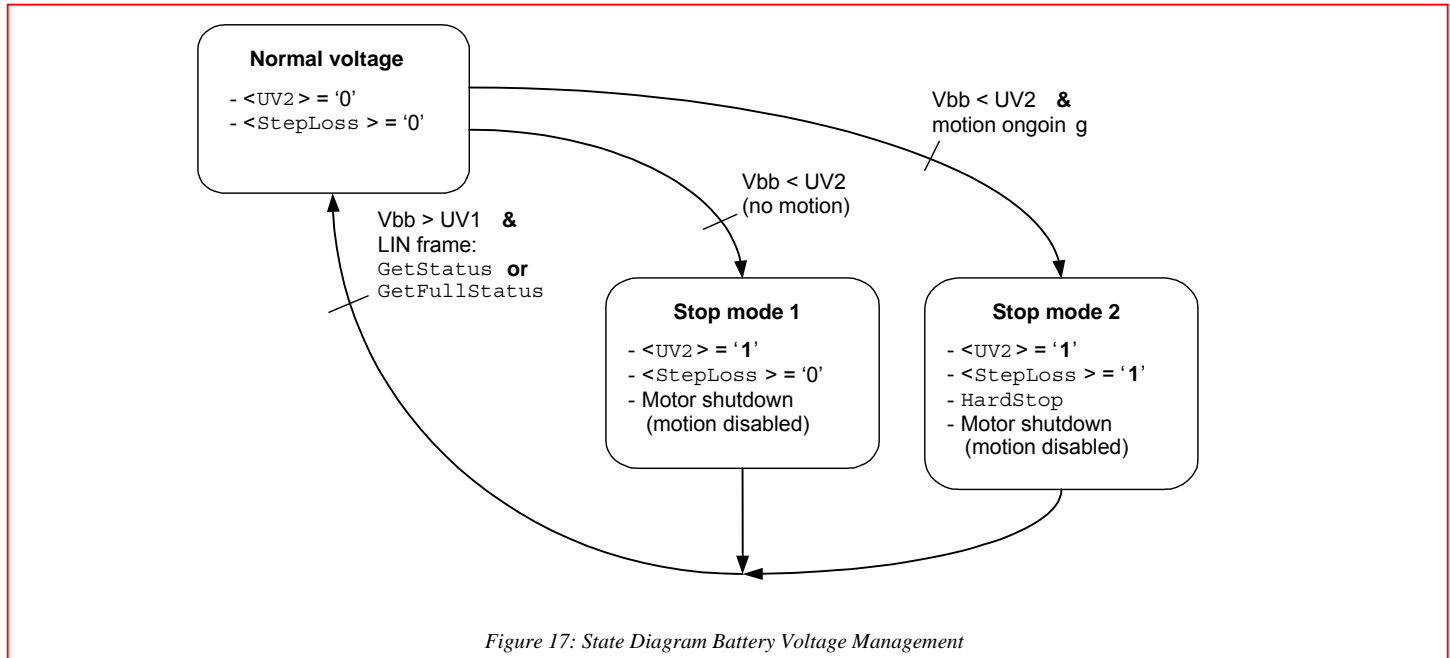 Normal voltage
- <UV2> = ‘0’
- <StepLoss > = ‘0’
Vbb < UV2 &
motion ongoin g
Vbb < UV2
(no motion)
Vbb > UV1 &
LIN frame:
GetStatus or
GetFullStatus
Stop mode 1
- <UV2> = ‘1’
- <StepLoss > = ‘0’
- Motor shutdown
(motion disabled)
Stop mode 2
- <UV2> = ‘1’
- <StepLoss > = ‘1’
- HardStop
- Motor shutdown
(motion disabled)
Figure 17: State Diagram Battery Voltage Management